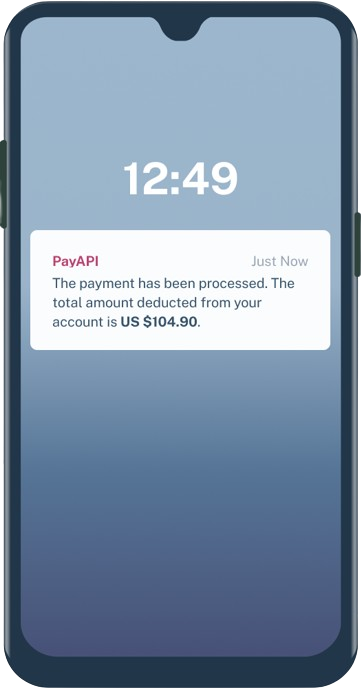 12:49
PayAPI Just Now
The payment has been processed. The
total amount deducted from your
account is US $104.90.